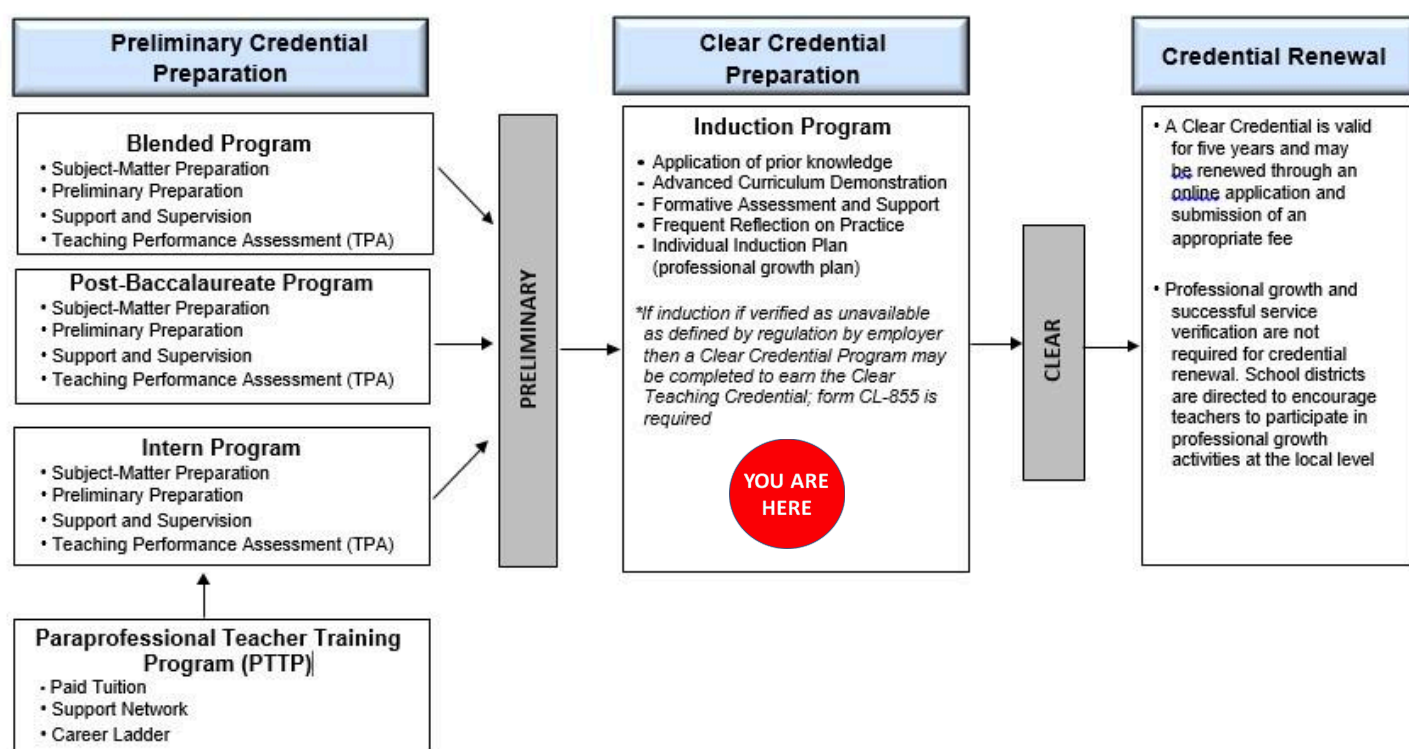 Preliminary Credential
Preparation
Blended Program
• Subject-Matter Preparation
• Preliminary Preparation
• Support and Supervision
• Teaching Performance Assessment (TPA)
Post-Baccalaureate Program
• Subject-Matter Preparation
• Preliminary Preparation
• Support and Supervision
• Teaching Performance Assessment (TPA)
Intern Program
• Subject-Matter Preparation
• Preliminary Preparation
• Support and Supervision
• Teaching Performance Assessment (TPA)
Paraprofessional Teacher Training
Program (PTTP)
- Paid Tuition
• Support Network
• Career Ladder
PRELIMINARY
Clear Credential
Preparation
Induction Program
• Application of prior knowledge
- Advanced Curriculum Demonstration
- Formative Assessment and Support
• Frequent Reflection on Practice
- Individual Induction Plan
(professional growth plan)
*If induction if verified as unavailable
as defined by regulation by employer
then a Clear Credential Program may
be completed to earn the Clear
Teaching Credential; form CL-855 is
required
YOU ARE
HERE
CLEAR
Credential Renewal
• A Clear Credential is valid
for five years and may
be renewed through an
online application and
submission of an
appropriate fee
• Professional growth and
successful service
verification are not
required for credential
renewal. School districts
are directed to encourage
teachers to participate in
professional growth
activities at the local level